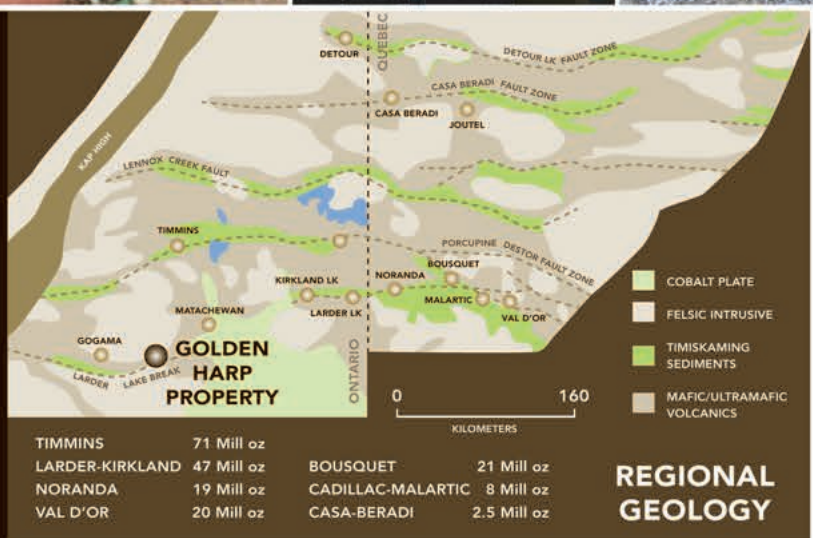 DETOUR
QUEBEC
DETOUR LK FAULT ZONE
CASA BERADI FAULT ZONE
CASA BERADI
JOUTEL
KAP HIGH
LENNOX CREEK FAULT
TIMMINS
PORCUPINE DESTOR FAULT ZONE
BOUSQUET
NORANDA
KIRKLAND LK
MALARTIC
LARDER LK
VAL D'OR
MATACHEWAN
GOGAMA
GOLDEN
HARP
PROPERTY
LARDER LAKE BREAK
ONTARIO
COBALT PLATE
FELSIC INTRUSIVE
TIMISKAMING
SEDIMENTS
MAFIC/ULTRAMAFIC
VOLCANICS
0 160
KILOMETERS
TIMMINS 71 Mill oz
LARDER-KIRKLAND 47 Mill oz
NORANDA 19 Mill oz
VAL D'OR 20 Mill oz
BOUSQUET 21 Mill oz
CADILLAC-MALARTIC 8 Mill oz
CASA-BERADI 2.5 Mill oz
REGIONAL
GEOLOGY